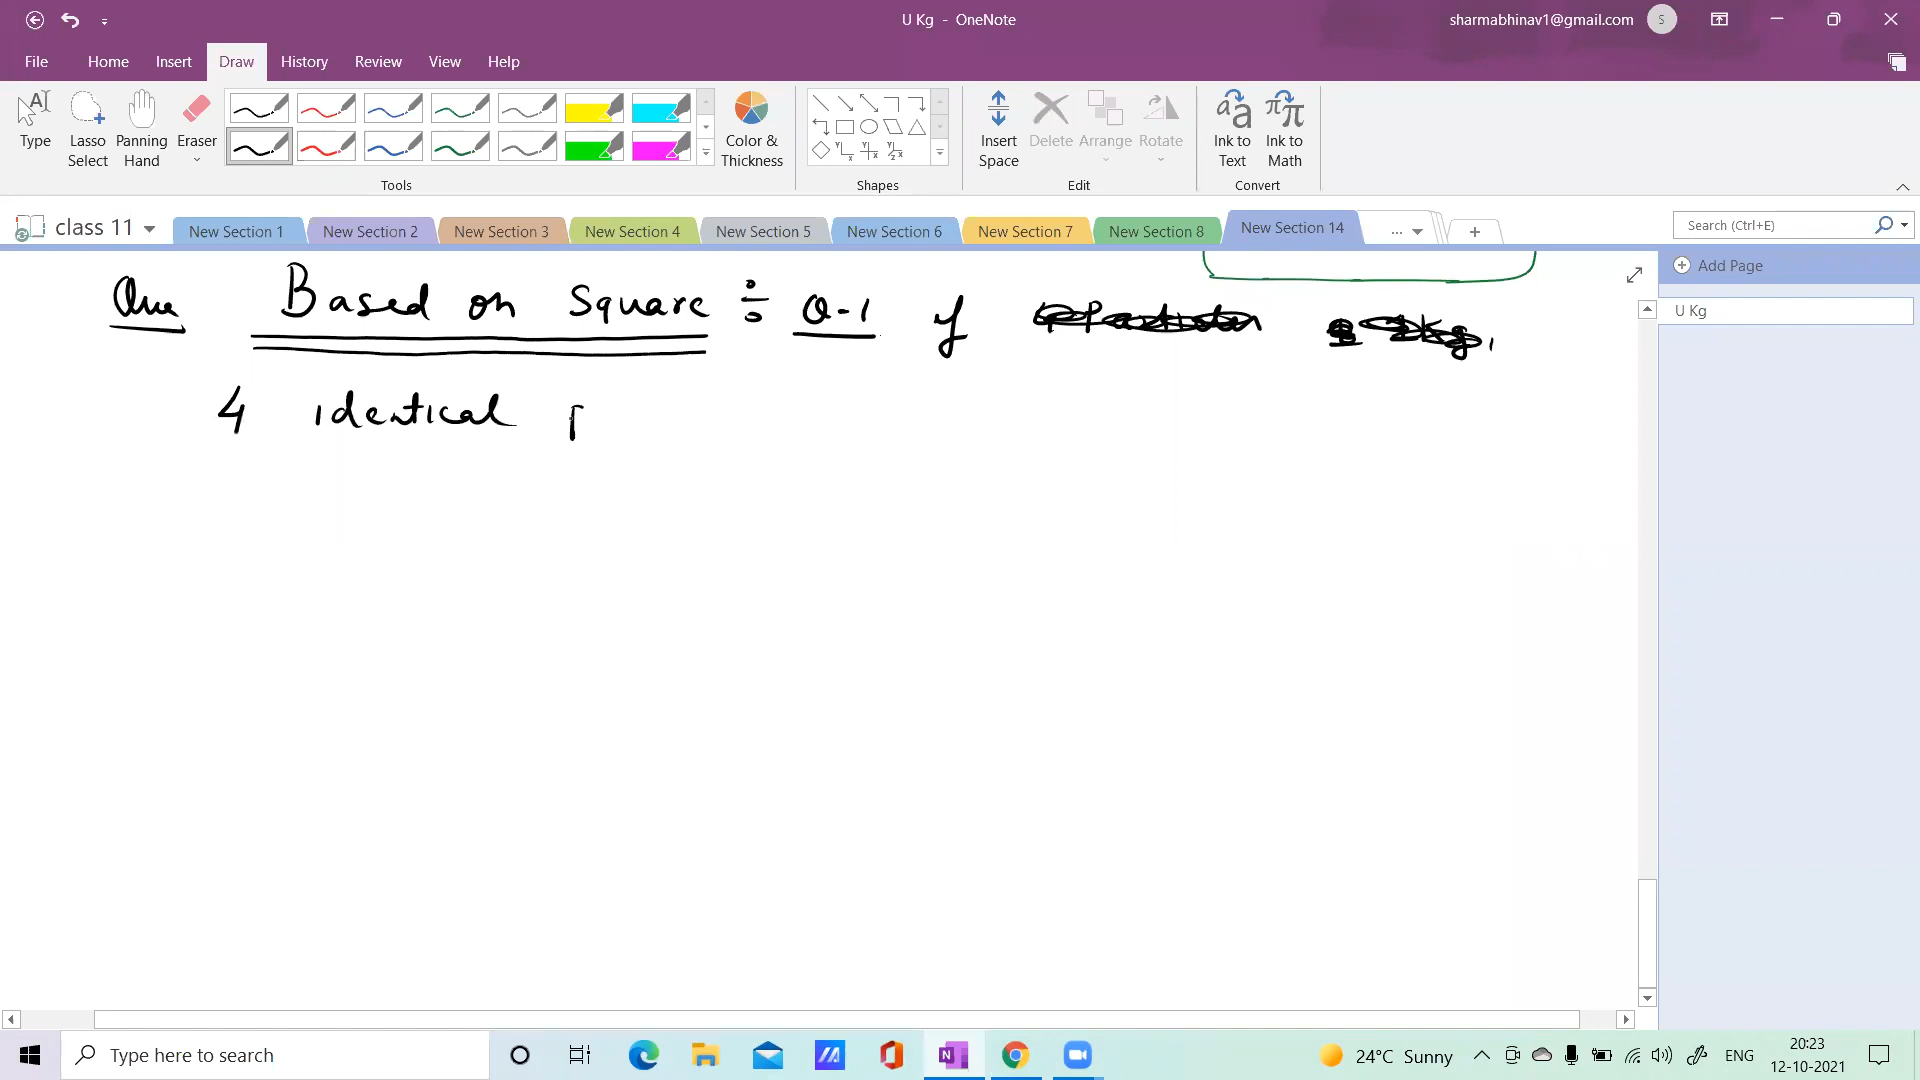 U Kg - OneNote
sharmabhinav1@gmail.com
S
File Home Insert Draw History Review View Help
Type
Lasso Select
Panning Hand
Eraser
Color & Thickness
Insert Space
Delete
Arrange
Rotate
Ink to Text
Ink to Math
Tools
Shapes
Edit
Convert
class 11
New Section 1
New Section 2
New Section 3
New Section 4
New Section 5
New Section 6
New Section 7
New Section 8
New Section 14
...
Search (Ctrl+E)
Add Page
U Kg
Que Based on Square ÷ Q-1 if
4 identical
Type here to search
24°C Sunny
ENG
20:23
12-10-2021